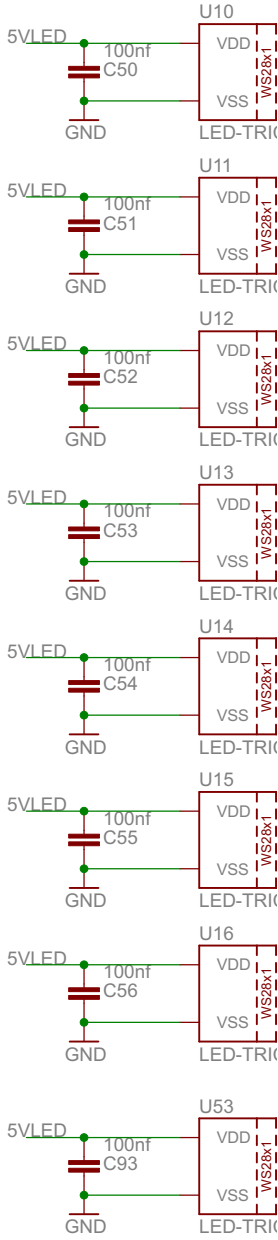 U10
5VLED
100nf
VDD
C50
WS28x1
VSS
GND
LED-TRIC
U11
5VLED
100nf
VDD
C51
WS28x1
VSS
GND
LED-TRIC
U12
5VLED
100nf
VDD
C52
WS28x1
VSS
GND
LED-TRIC
U13
5VLED
100nf
VDD
C53
WS28x1
VSS
GND
LED-TRIC
U14
5VLED
100nf
VDD
C54
WS28x1
VSS
GND
LED-TRIC
U15
5VLED
100nf
VDD
C55
WS28x1
VSS
GND
LED-TRIC
U16
5VLED
100nf
VDD
C56
WS28x1
VSS
GND
LED-TRIC
U53
5VLED
100nf
VDD
C93
WS28x1
VSS
GND
LED-TRIC